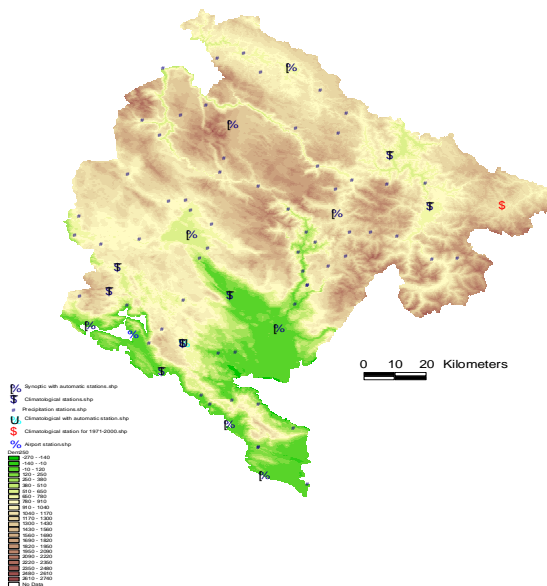 0 10 20 Kilometers
Synoptic with automatic stations.shp
Climatological stations.shp
Precipitation stations.shp
Climatological with automatic station.shp
Climatological station for 1971-2000.shp
Airport station.shp
Dem250
-270 - -140
-140 - -10
-10 - 120
120 - 250
250 - 380
380 - 510
510 - 650
650 - 780
780 - 910
910 - 1040
1040 - 1170
1170 - 1300
1300 - 1430
1430 - 1560
1560 - 1690
1690 - 1820
1820 - 1950
1950 - 2090
2090 - 2220
2220 - 2350
2350 - 2480
2480 - 2610
2610 - 2740
No Data